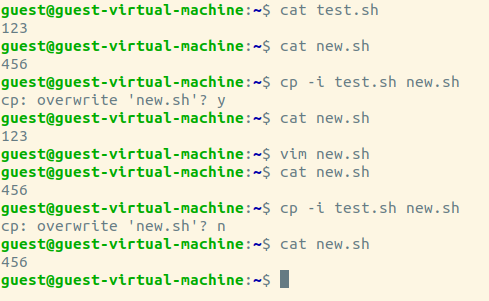 guest@guest-virtual-machine:~$ cat test.sh
123
guest@guest-virtual-machine:~$ cat new.sh
456
guest@guest-virtual-machine:~$ cp -i test.sh new.sh
cp: overwrite 'new.sh'? y
guest@guest-virtual-machine:~$ cat new.sh
123
guest@guest-virtual-machine:~$ vim new.sh
guest@guest-virtual-machine:~$ cat new.sh
456
guest@guest-virtual-machine:~$ cp -i test.sh new.sh
cp: overwrite 'new.sh'? n
guest@guest-virtual-machine:~$ cat new.sh
456
guest@guest-virtual-machine:~$